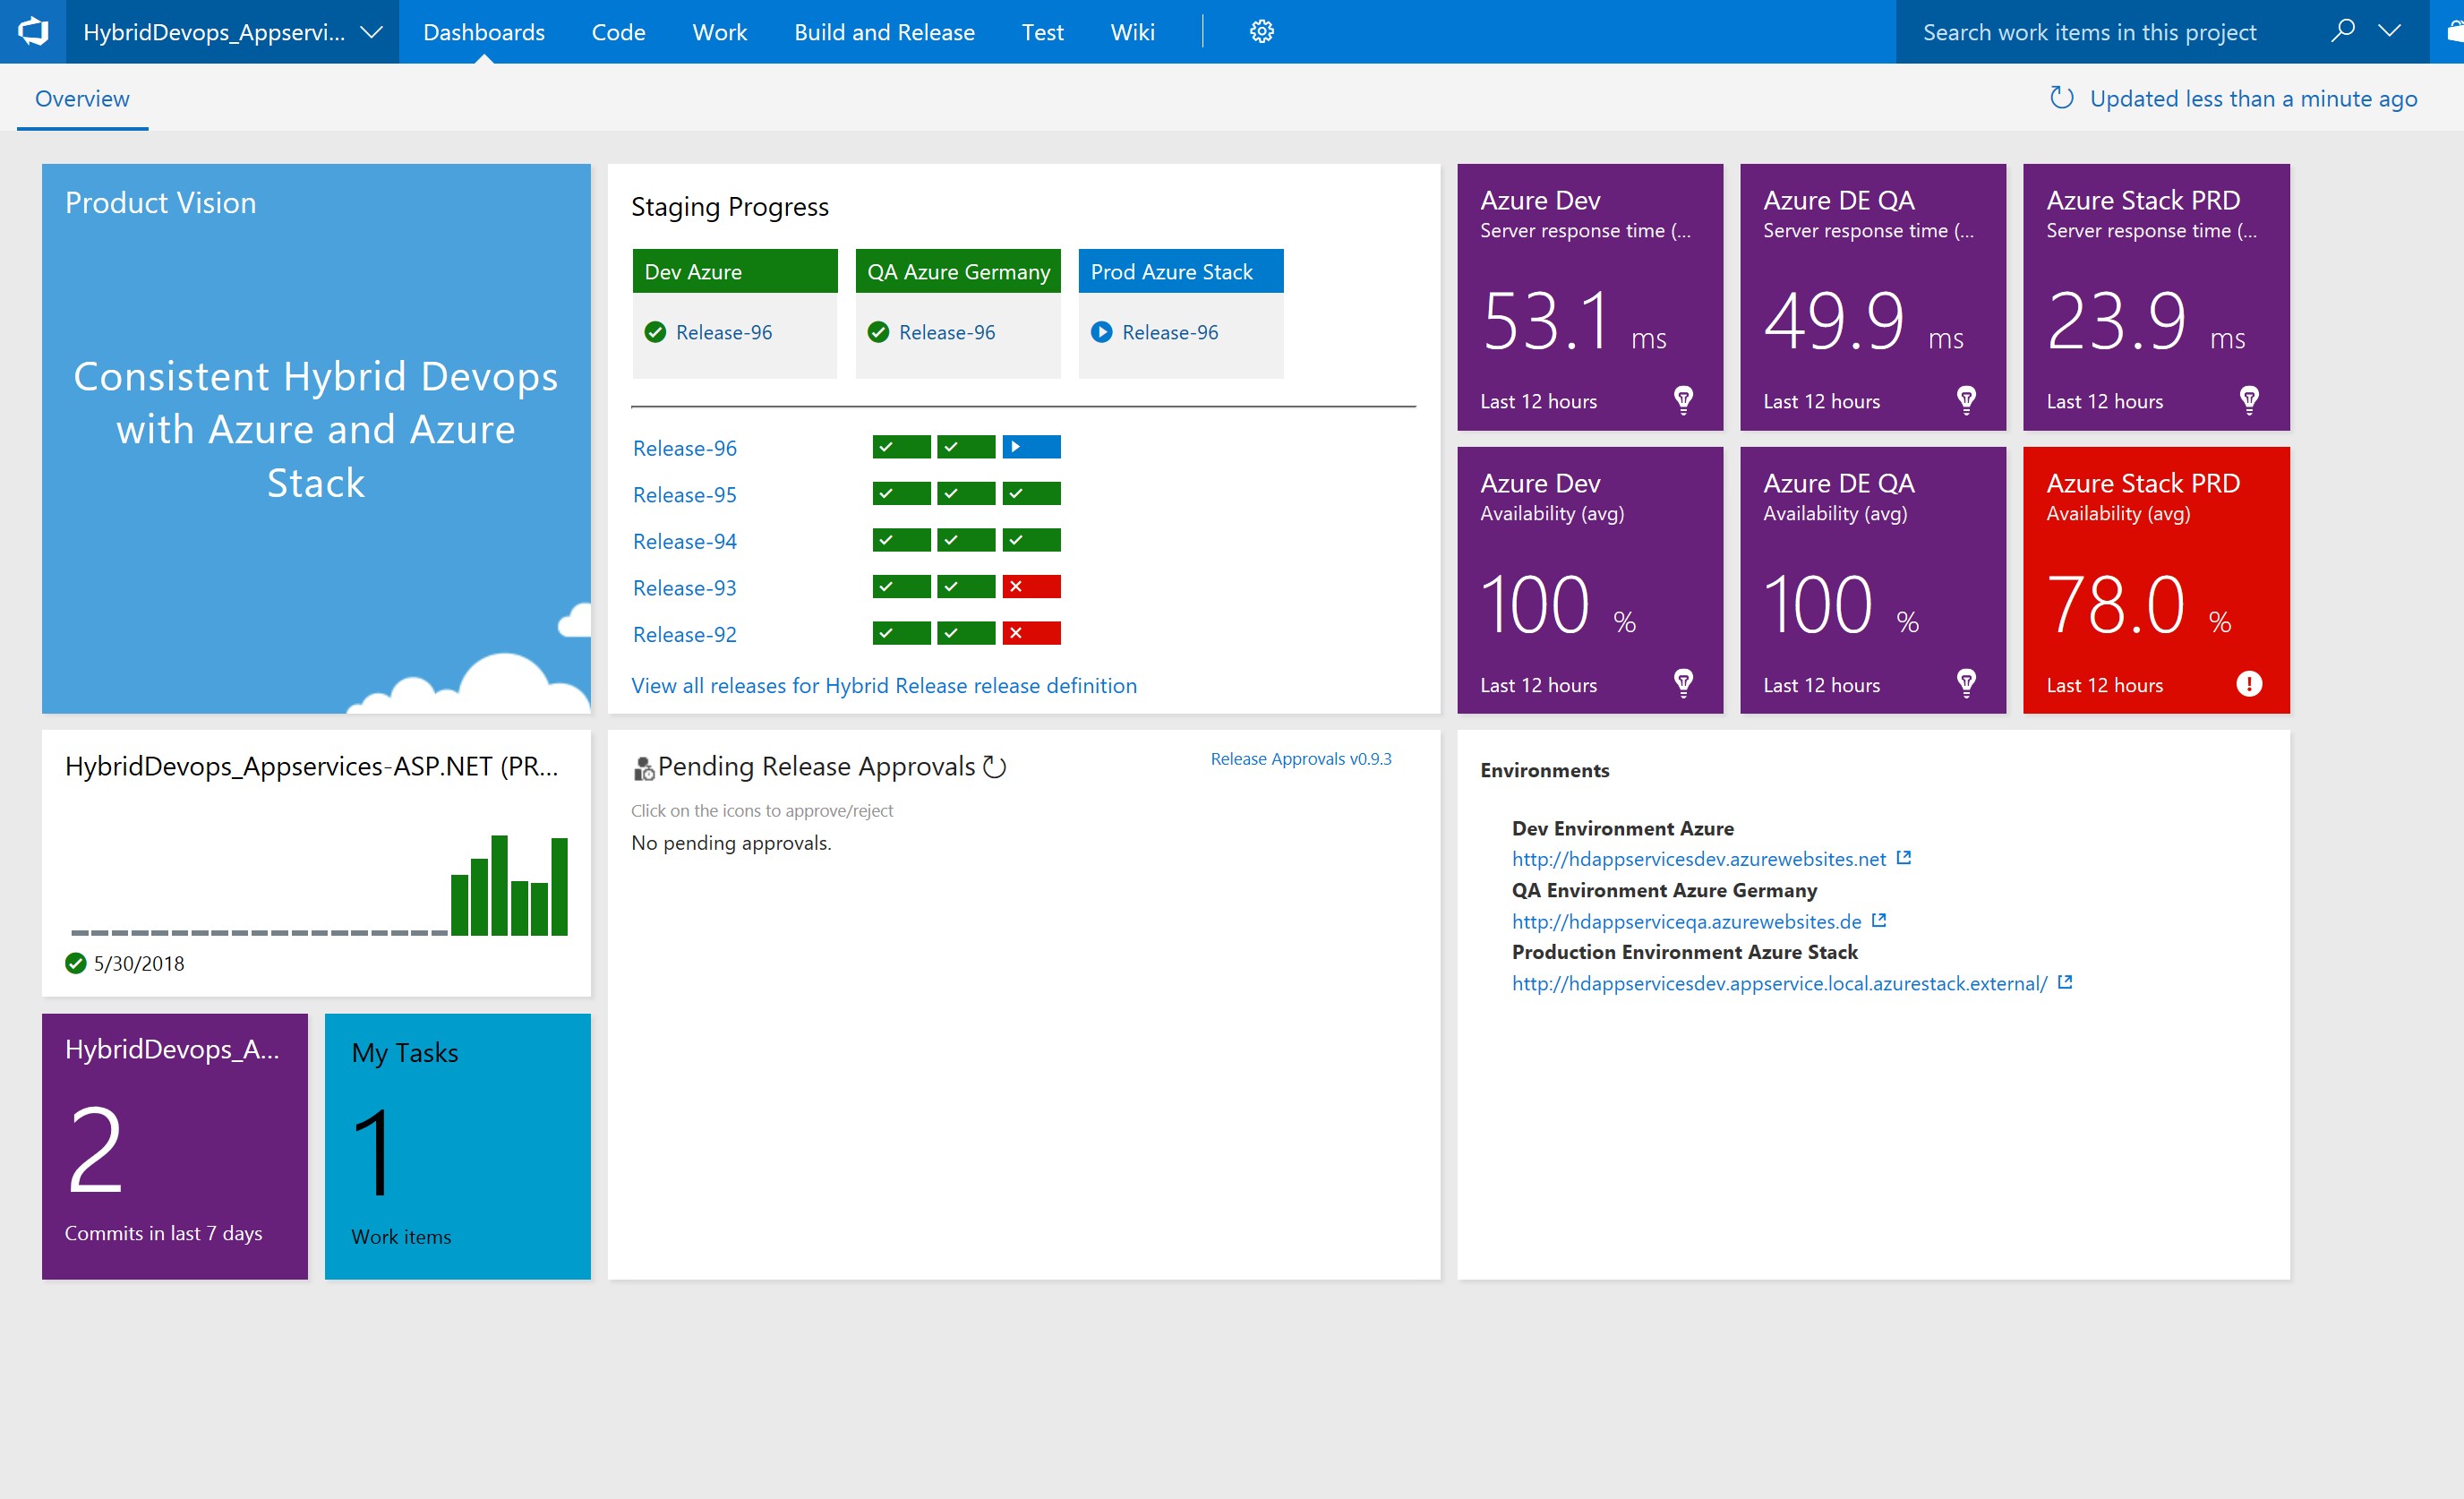 HybridDevops_Appservi...
Dashboards
Code
Work
Build and Release
Test
Wiki
Search work items in this project
Overview
Updated less than a minute ago
Product Vision
Consistent Hybrid Devops
with Azure and Azure
Stack
Staging Progress
Dev Azure
QA Azure Germany
Prod Azure Stack
Release-96
Release-96
Release-96
Release-96
Release-95
Release-94
Release-93
Release-92
View all releases for Hybrid Release release definition
Azure Dev
Server response time (...
53.1 ms
Last 12 hours
Azure DE QA
Server response time (...
49.9 ms
Last 12 hours
Azure Stack PRD
Server response time (...
23.9 ms
Last 12 hours
Azure Dev
Availability (avg)
100 %
Last 12 hours
Azure DE QA
Availability (avg)
100 %
Last 12 hours
Azure Stack PRD
Availability (avg)
78.0 %
Last 12 hours
HybridDevops_Appservices-ASP.NET (PR...
5/30/2018
HybridDevops_A...
2
Commits in last 7 days
My Tasks
1
Work items
Pending Release Approvals
Release Approvals v0.9.3
Click on the icons to approve/reject
No pending approvals.
Environments
Dev Environment Azure
http://hdappservicesdev.azurewebsites.net
QA Environment Azure Germany
http://hdappserviceqa.azurewebsites.de
Production Environment Azure Stack
http://hdappservicesdev.appservice.local.azurestack.external/